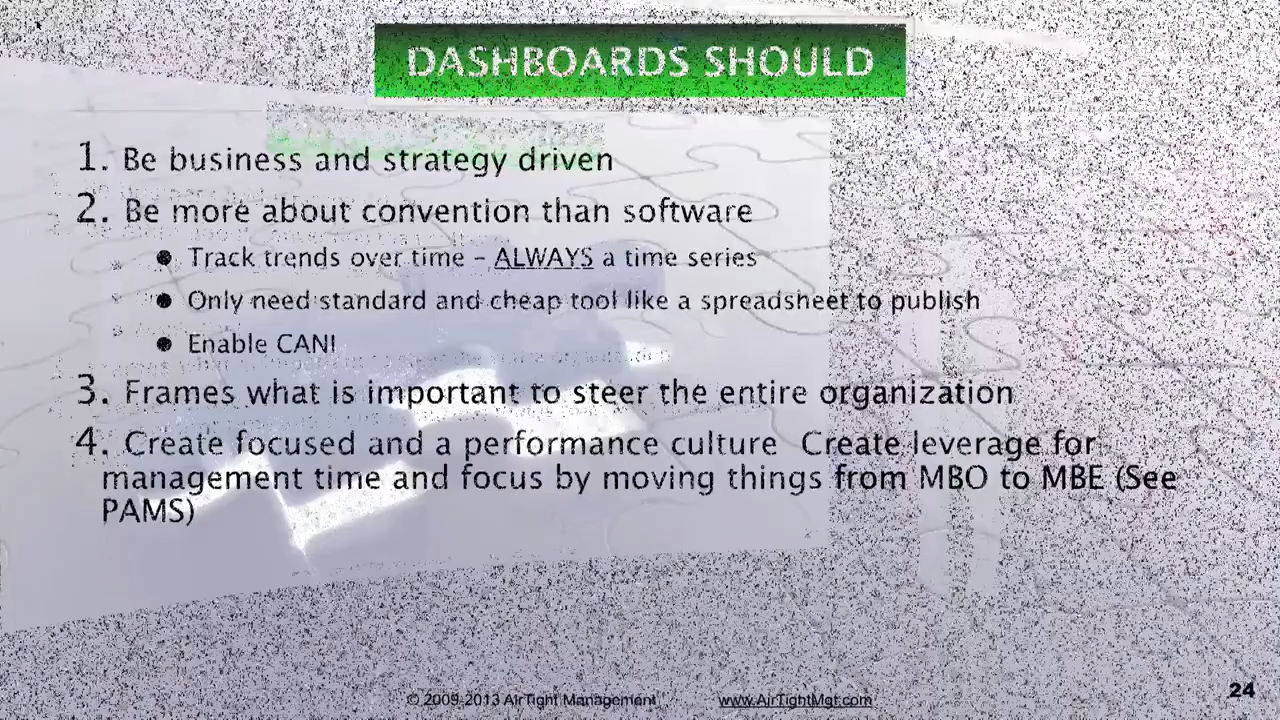 DASHBOARDS SHOULD
1. Be business and strategy driven
2. Be more about convention than software
● Track trends over time – ALWAYS a time series
● Only need standard and cheap tool like a spreadsheet to publish
● Enable CANI
3. Frames what is important to steer the entire organization
4. Create focused and a performance culture Create leverage for
management time and focus by moving things from MBO to MBE (See
PAMS)
© 2009-2013 AirTight Management www.AirTightMgt.com
24